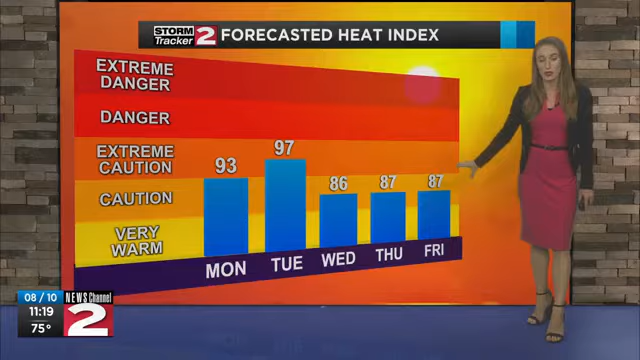 STORM
Tracker 2 FORECASTED HEAT INDEX
EXTREME
DANGER
DANGER
EXTREME
CAUTION
CAUTION
VERY
WARM
93
97
86
87
87
MON
TUE
WED
THU
FRI
08/10
11:19
75°
NEWS Channel
2